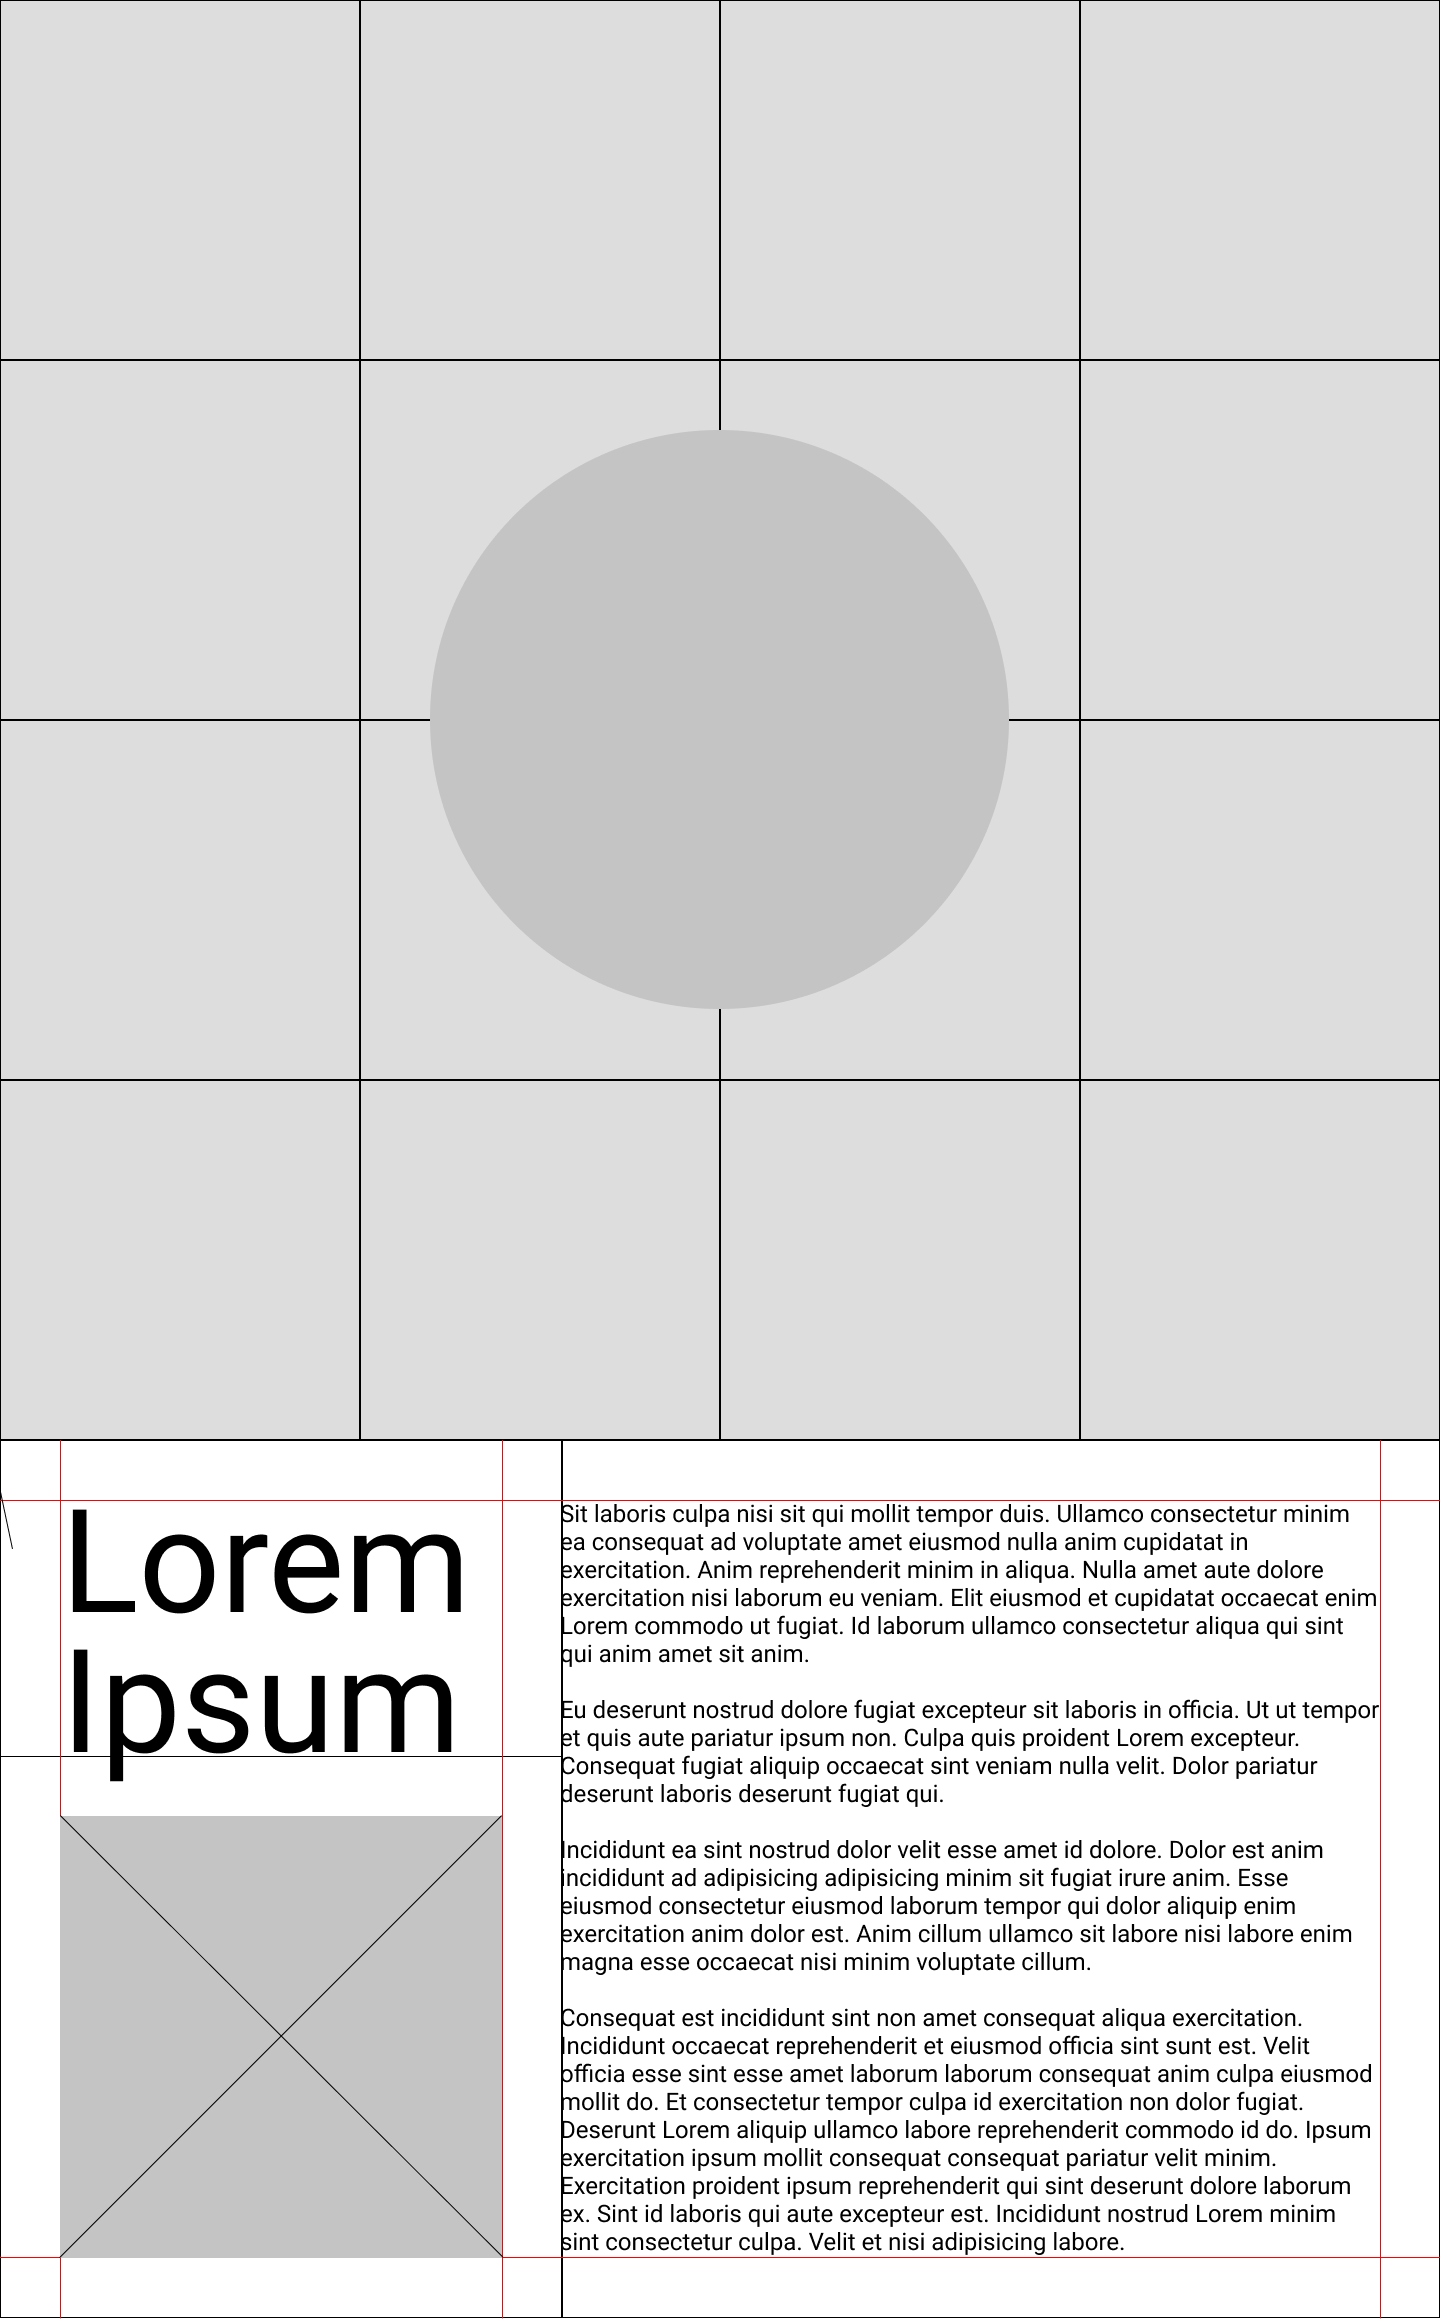 Lorem
Ipsum
Sit laboris culpa nisi sit qui mollit tempor duis. Ullamco consectetur minim
ea consequat ad voluptate amet eiusmod nulla anim cupidatat in
exercitation. Anim reprehenderit minim in aliqua. Nulla amet aute dolore
exercitation nisi laborum eu veniam. Elit eiusmod et cupidatat occaecat enim
Lorem commodo ut fugiat. Id laborum ullamco consectetur aliqua qui sint
qui anim amet sit anim.
Eu deserunt nostrud dolore fugiat excepteur sit laboris in officia. Ut ut tempor
et quis aute pariatur ipsum non. Culpa quis proident Lorem excepteur.
Consequat fugiat aliquip occaecat sint veniam nulla velit. Dolor pariatur
deserunt laboris deserunt fugiat qui.
Incididunt ea sint nostrud dolor velit esse amet id dolore. Dolor est anim
incididunt ad adipisicing adipisicing minim sit fugiat irure anim. Esse
eiusmod consectetur eiusmod laborum tempor qui dolor aliquip enim
exercitation anim dolor est. Anim cillum ullamco sit labore nisi labore enim
magna esse occaecat nisi minim voluptate cillum.
Consequat est incididunt sint non amet consequat aliqua exercitation.
Incididunt occaecat reprehenderit et eiusmod officia sint sunt est. Velit
officia esse sint esse amet laborum laborum consequat anim culpa eiusmod
mollit do. Et consectetur tempor culpa id exercitation non dolor fugiat.
Deserunt Lorem aliquip ullamco labore reprehenderit commodo id do. Ipsum
exercitation ipsum mollit consequat consequat pariatur velit minim.
Exercitation proident ipsum reprehenderit qui sint deserunt dolore laborum
ex. Sint id laboris qui aute excepteur est. Incididunt nostrud Lorem minim
sint consectetur culpa. Velit et nisi adipisicing labore.